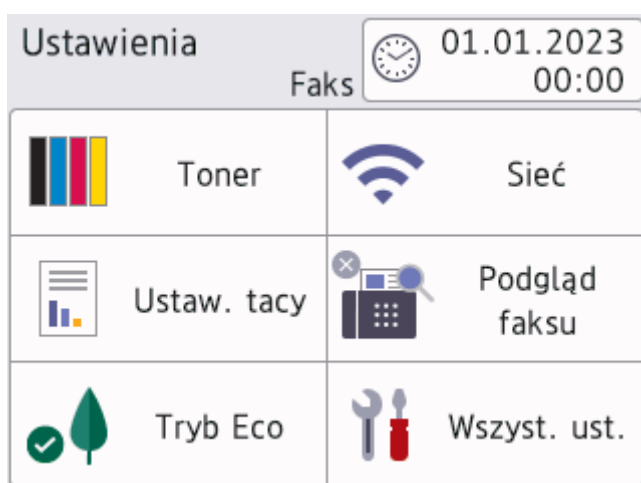 Ustawienia
Faks
01.01.2023
00:00
Toner
Sieć
Ustaw. tacy
Podgląd
faksu
Tryb Eco
Wszyst. ust.